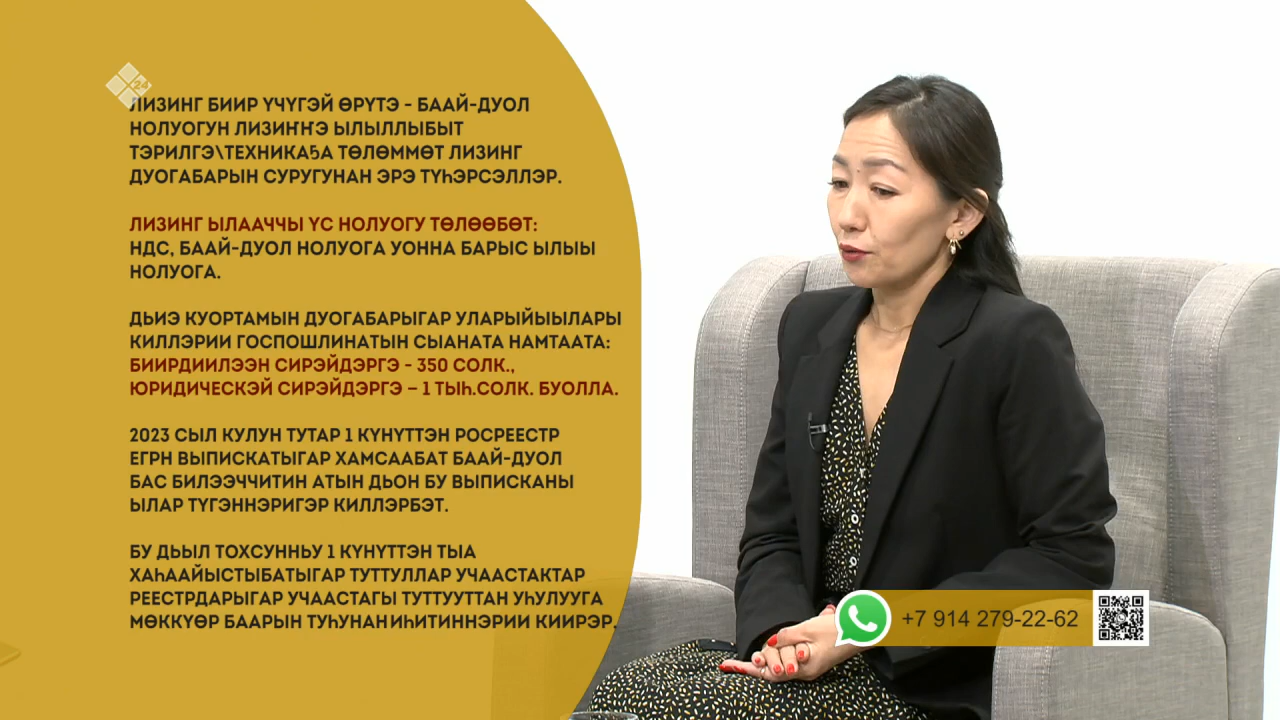 24
ЛИЗИНГ БИИР ҮЧҮГЭЙ ӨРҮТЭ - БААЙ-ДУОЛ
НОЛУОГУН ЛИЗИҤҤЭ ЫЛЫЛЛЫБЫТ
ТЭРИЛГЭ\ТЕХНИКАҔА ТӨЛӨММӨТ ЛИЗИНГ
ДУОГАБАРЫН СУРУГУНАН ЭРЭ ТҮҺЭРСЭЛЛЭР.
ЛИЗИНГ ЫЛААЧЧЫ ҮС НОЛУОГУ ТӨЛӨӨБӨТ:
НДС, БААЙ-ДУОЛ НОЛУОГА УОННА БАРЫС ЫЛЫЫ
НОЛУОГА.
ДЬИЭ КУОРТАМЫН ДУОГАБАРЫГАР УЛАРЫЙЫЫЛАРЫ
КИЛЛЭРИИ ГОСПОШЛИНАТЫН СЫАНАТА НАМТААТА:
БИИРДИИЛЭЭН СИРЭЙДЭРГЭ - 350 СОЛК.,
ЮРИДИЧЕСКЭЙ СИРЭЙДЭРГЭ – 1 ТЫҺ.СОЛК. БУОЛЛА.
2023 СЫЛ КУЛУН ТУТАР 1 КҮНҮТТЭН РОСРЕЕСТР
ЕГРН ВЫПИСКАТЫГАР ХАМСААБАТ БААЙ-ДУОЛ
БАС БИЛЭЭЧЧИТИН АТЫН ДЬОН БУ ВЫПИСКАНЫ
ЫЛАР ТҮГЭННЭРИГЭР КИЛЛЭРБЭТ.
БУ ДЬЫЛ ТОХСУННЬУ 1 КҮНҮТТЭН ТЫА
ХАҺААЙЫСТЫБАТЫГАР ТУТТУЛЛАР УЧААСТАКТАР
РЕЕСТРДАРЫГАР УЧААСТАГЫ ТУТТУУТТАН УҺУЛУУГА
МӨККҮӨР БААРЫН ТУҺУНАН ИҺИТИННЭРИИ КИИРЭР.
+7 914 279-22-62